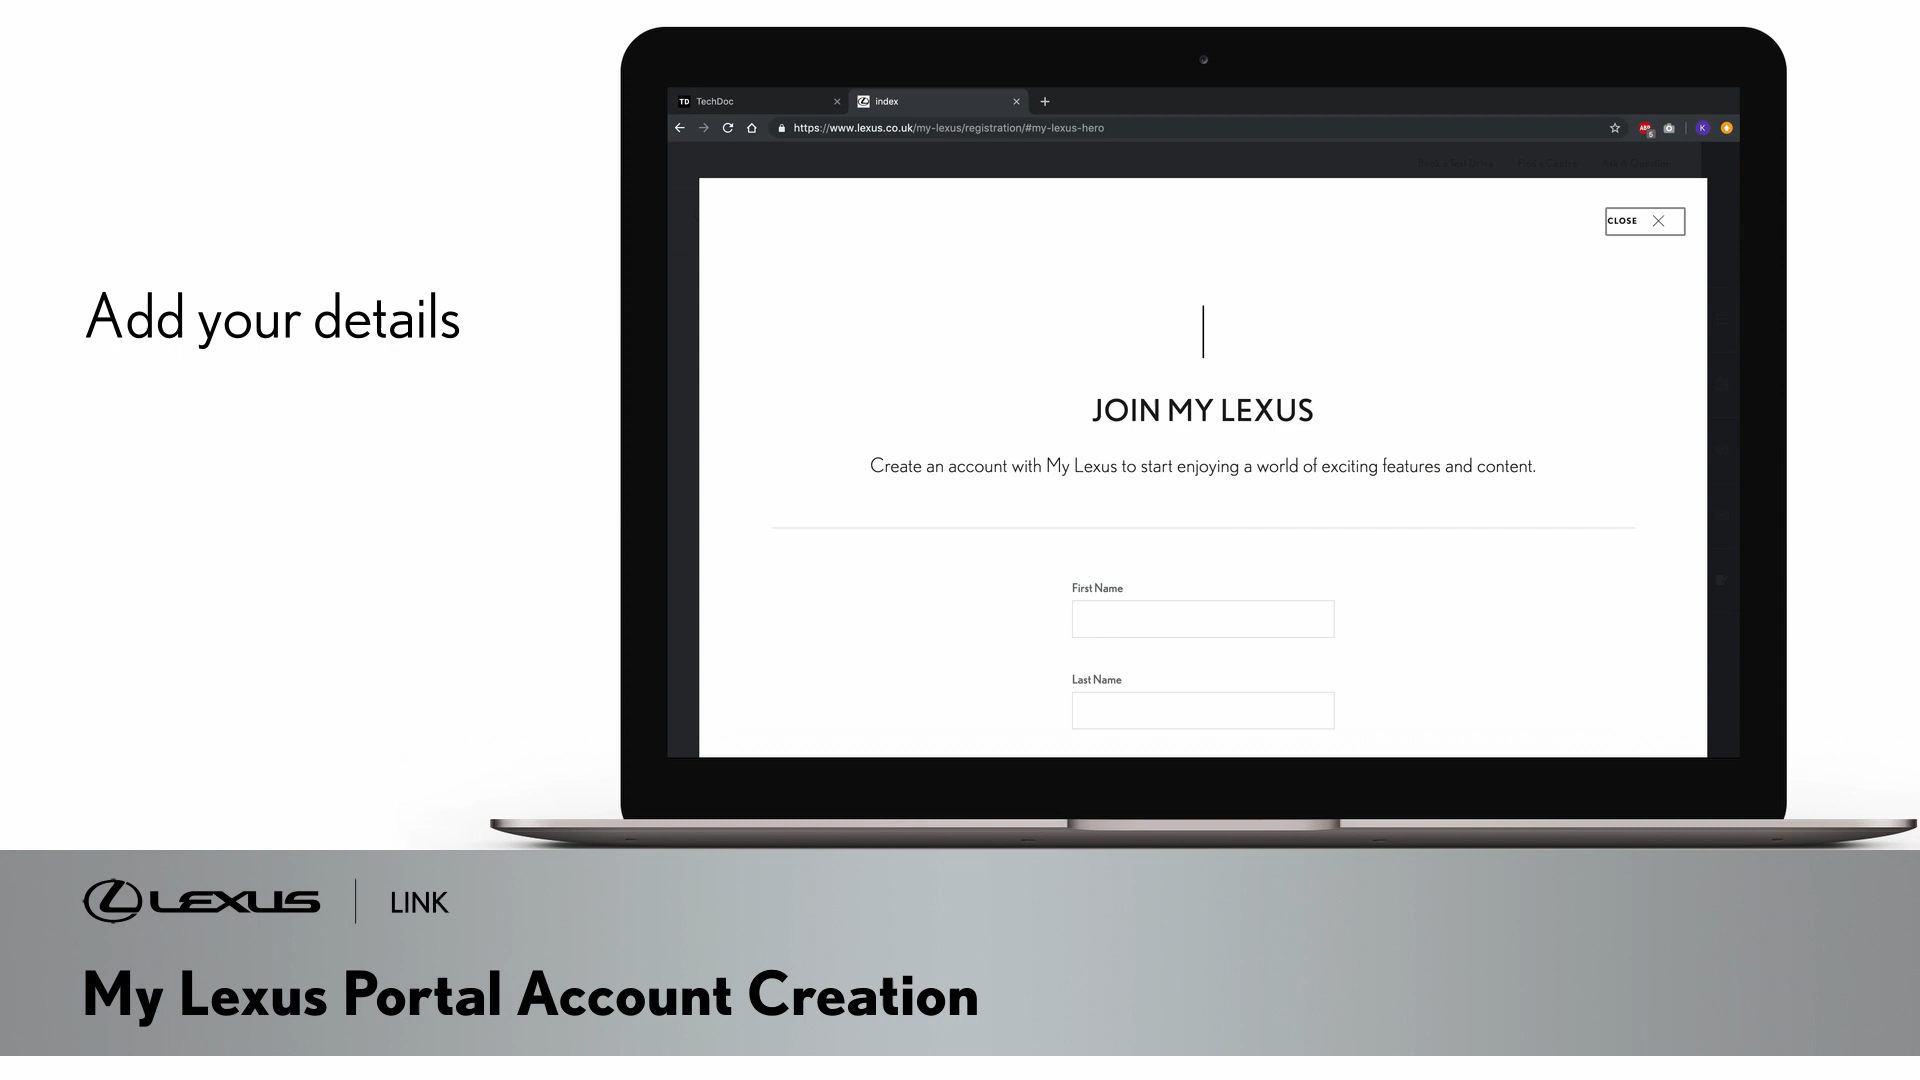 TD TechDoc
index
https://www.lexus.co.uk/my-lexus/registration/#my-lexus-hero
ABP
5
K
CLOSE
Add your details
JOIN MY LEXUS
Create an account with My Lexus to start enjoying a world of exciting features and content.
First Name
Last Name
LEXUS LINK
My Lexus Portal Account Creation